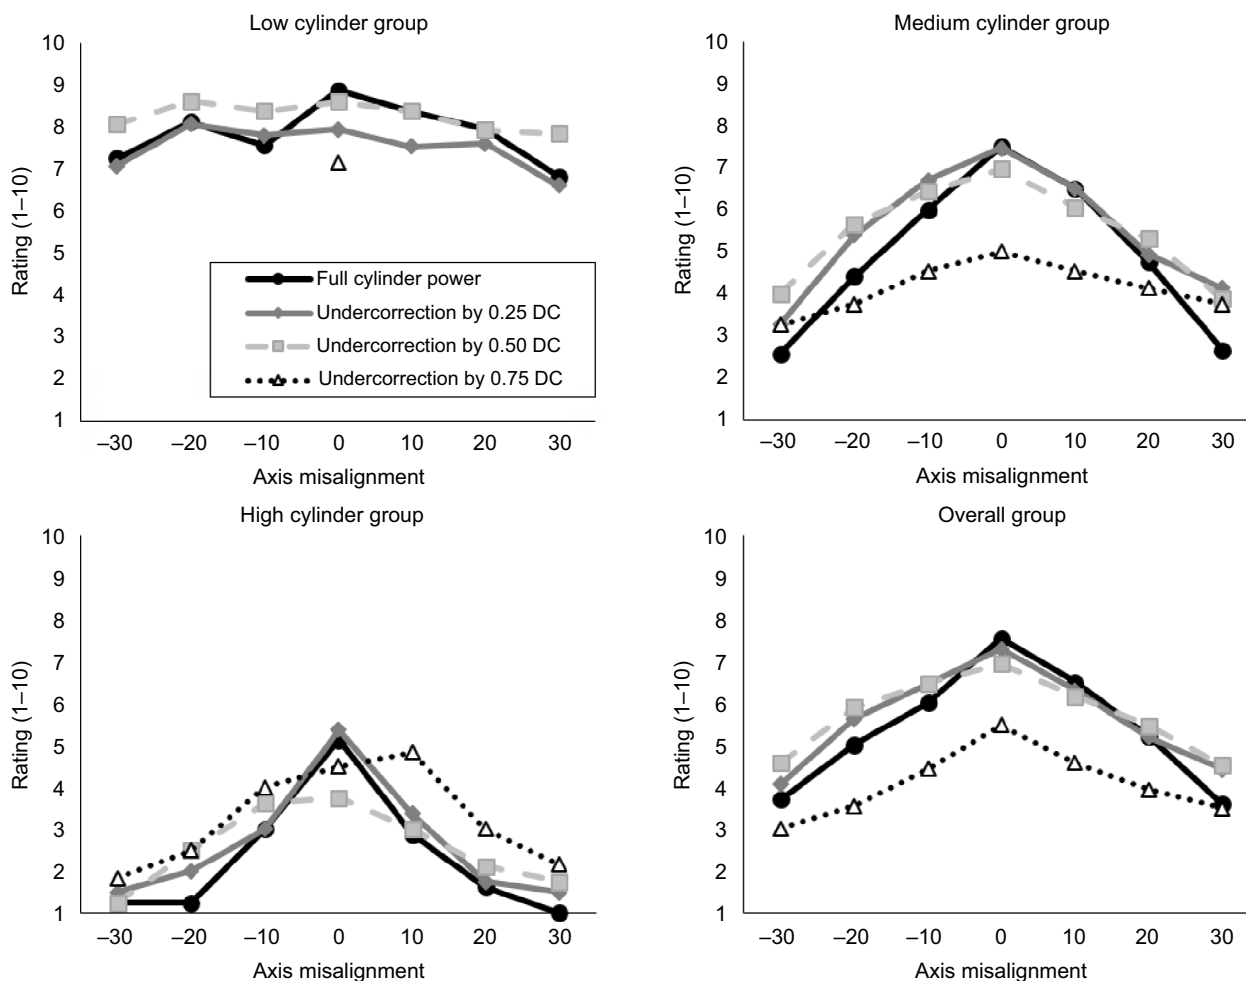 Low cylinder group
10
9
8
7
6
5
4
3
2
1
Rating (1–10)
Full cylinder power
Undercorrection by 0.25 DC
Undercorrection by 0.50 DC
Undercorrection by 0.75 DC
–30 –20 –10 0 10 20 30
Axis misalignment
Medium cylinder group
10
9
8
7
6
5
4
3
2
1
Rating (1–10)
–30 –20 –10 0 10 20 30
Axis misalignment
High cylinder group
10
9
8
7
6
5
4
3
2
1
Rating (1–10)
–30 –20 –10 0 10 20 30
Axis misalignment
Overall group
10
9
8
7
6
5
4
3
2
1
Rating (1–10)
–30 –20 –10 0 10 20 30
Axis misalignment